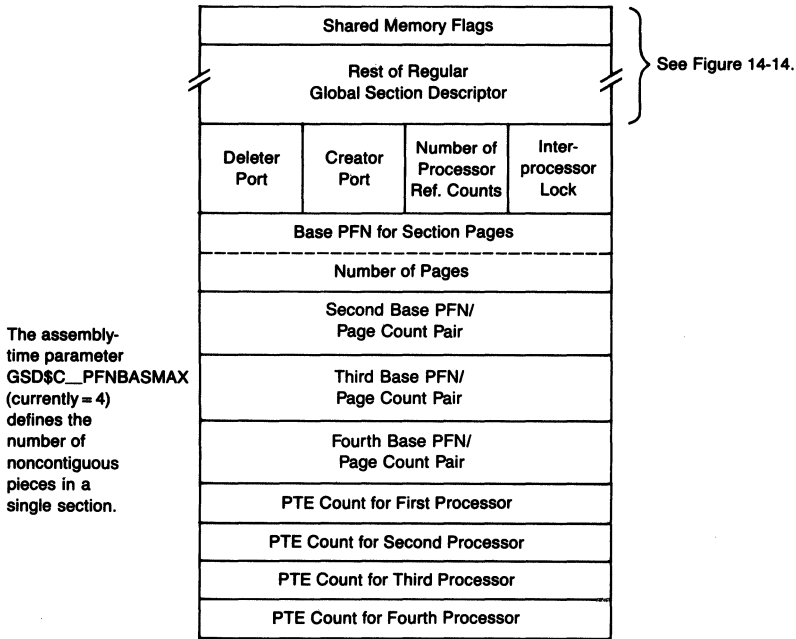 Shared Memory Flags
Rest of Regular
Global Section Descriptor
See Figure 14-14.
Deleter
Port
Creator
Port
Number of
Processor
Ref. Counts
Inter-
processor
Lock
Base PFN for Section Pages
Number of Pages
Second Base PFN/
Page Count Pair
The assembly-
time parameter
GSD$C__PFNBASMAX
(currently = 4)
defines the
number of
noncontiguous
pieces in a
single section.
Third Base PFN/
Page Count Pair
Fourth Base PFN/
Page Count Pair
PTE Count for First Processor
PTE Count for Second Processor
PTE Count for Third Processor
PTE Count for Fourth Processor